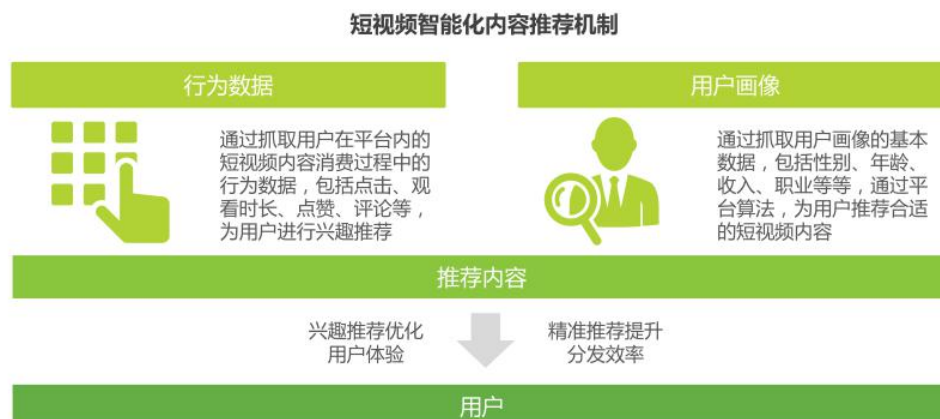 短视频智能化内容推荐机制
行为数据
通过抓取用户在平台内的
短视频内容消费过程中的
行为数据，包括点击、观
看时长、点赞、评论等，
为用户进行兴趣推荐
用户画像
通过抓取用户画像的基本
数据，包括性别、年龄、
收入、职业等等，通过平
台算法，为用户推荐合适
的短视频内容
推荐内容
兴趣推荐优化
用户体验
精准推荐提升
分发效率
用户